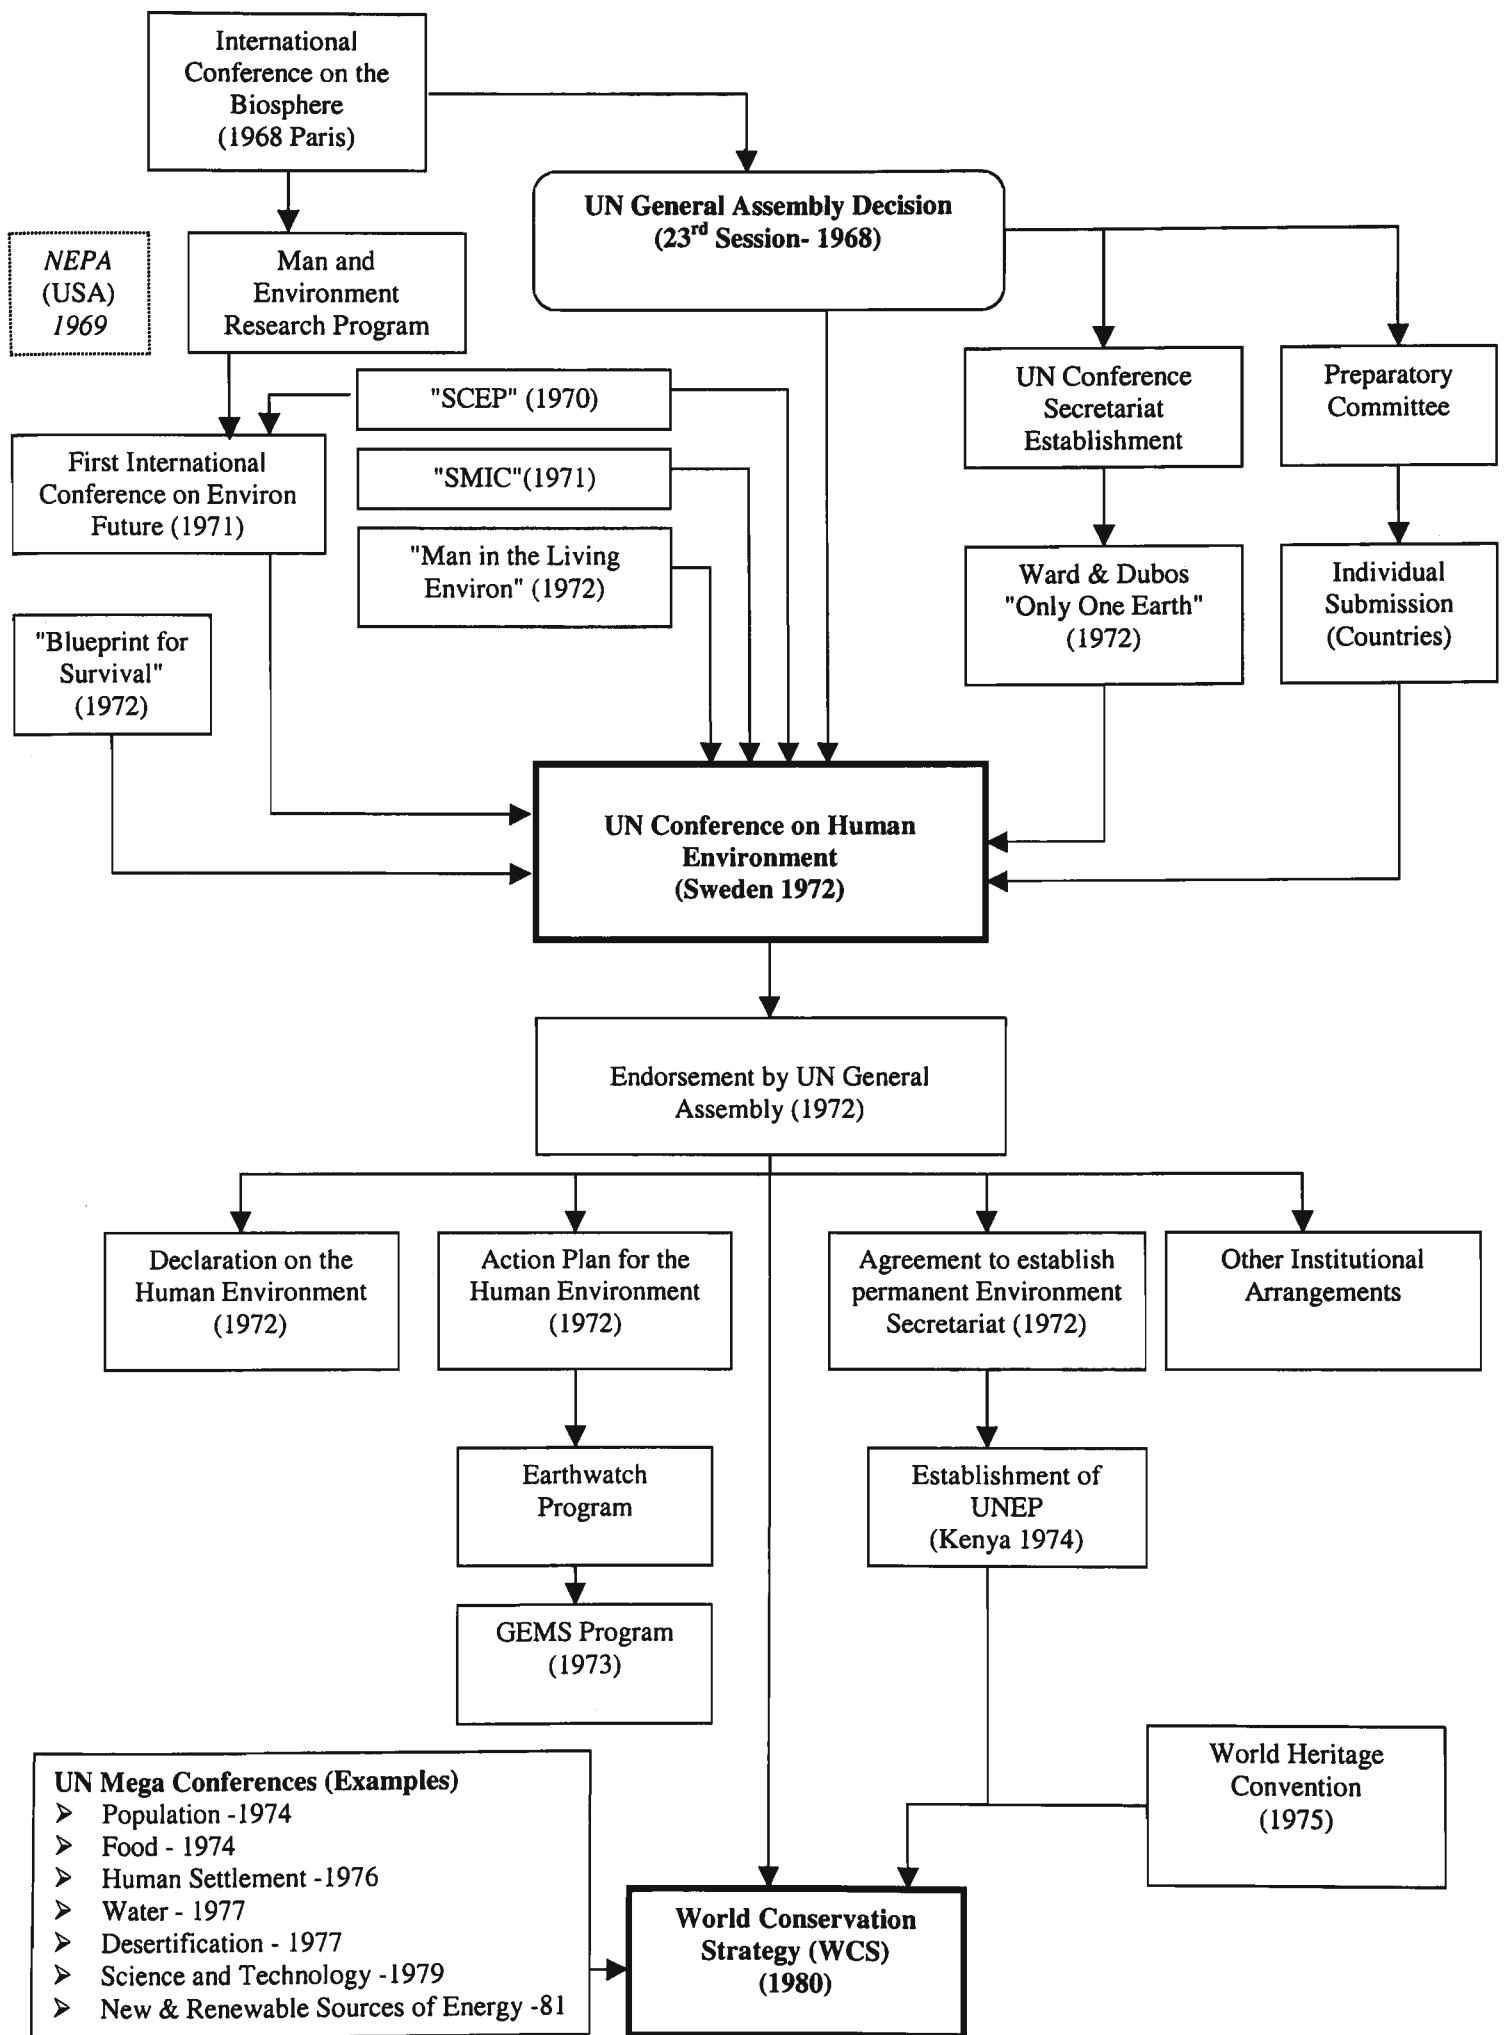 International
Conference on the
Biosphere
(1968 Paris)
UN General Assembly Decision
(23rd Session- 1968)
NEPA
(USA)
1969
Man and
Environment
Research Program
"SCEP" (1970)
UN Conference
Secretariat
Establishment
Preparatory
Committee
First International
Conference on Environ
Future (1971)
"SMIC"(1971)
"Man in the Living
Environ" (1972)
Ward & Dubos
"Only One Earth"
(1972)
Individual
Submission
(Countries)
"Blueprint for
Survival"
(1972)
UN Conference on Human
Environment
(Sweden 1972)
Endorsement by UN General
Assembly (1972)
Declaration on the
Human Environment
(1972)
Action Plan for the
Human Environment
(1972)
Agreement to establish
permanent Environment
Secretariat (1972)
Other Institutional
Arrangements
Earthwatch
Program
Establishment of
UNEP
(Kenya 1974)
GEMS Program
(1973)
World Heritage
Convention
(1975)
UN Mega Conferences (Examples)
➢ Population -1974
➢ Food - 1974
➢ Human Settlement -1976
➢ Water - 1977
➢ Desertification - 1977
➢ Science and Technology -1979
➢ New & Renewable Sources of Energy -81
World Conservation
Strategy (WCS)
(1980)